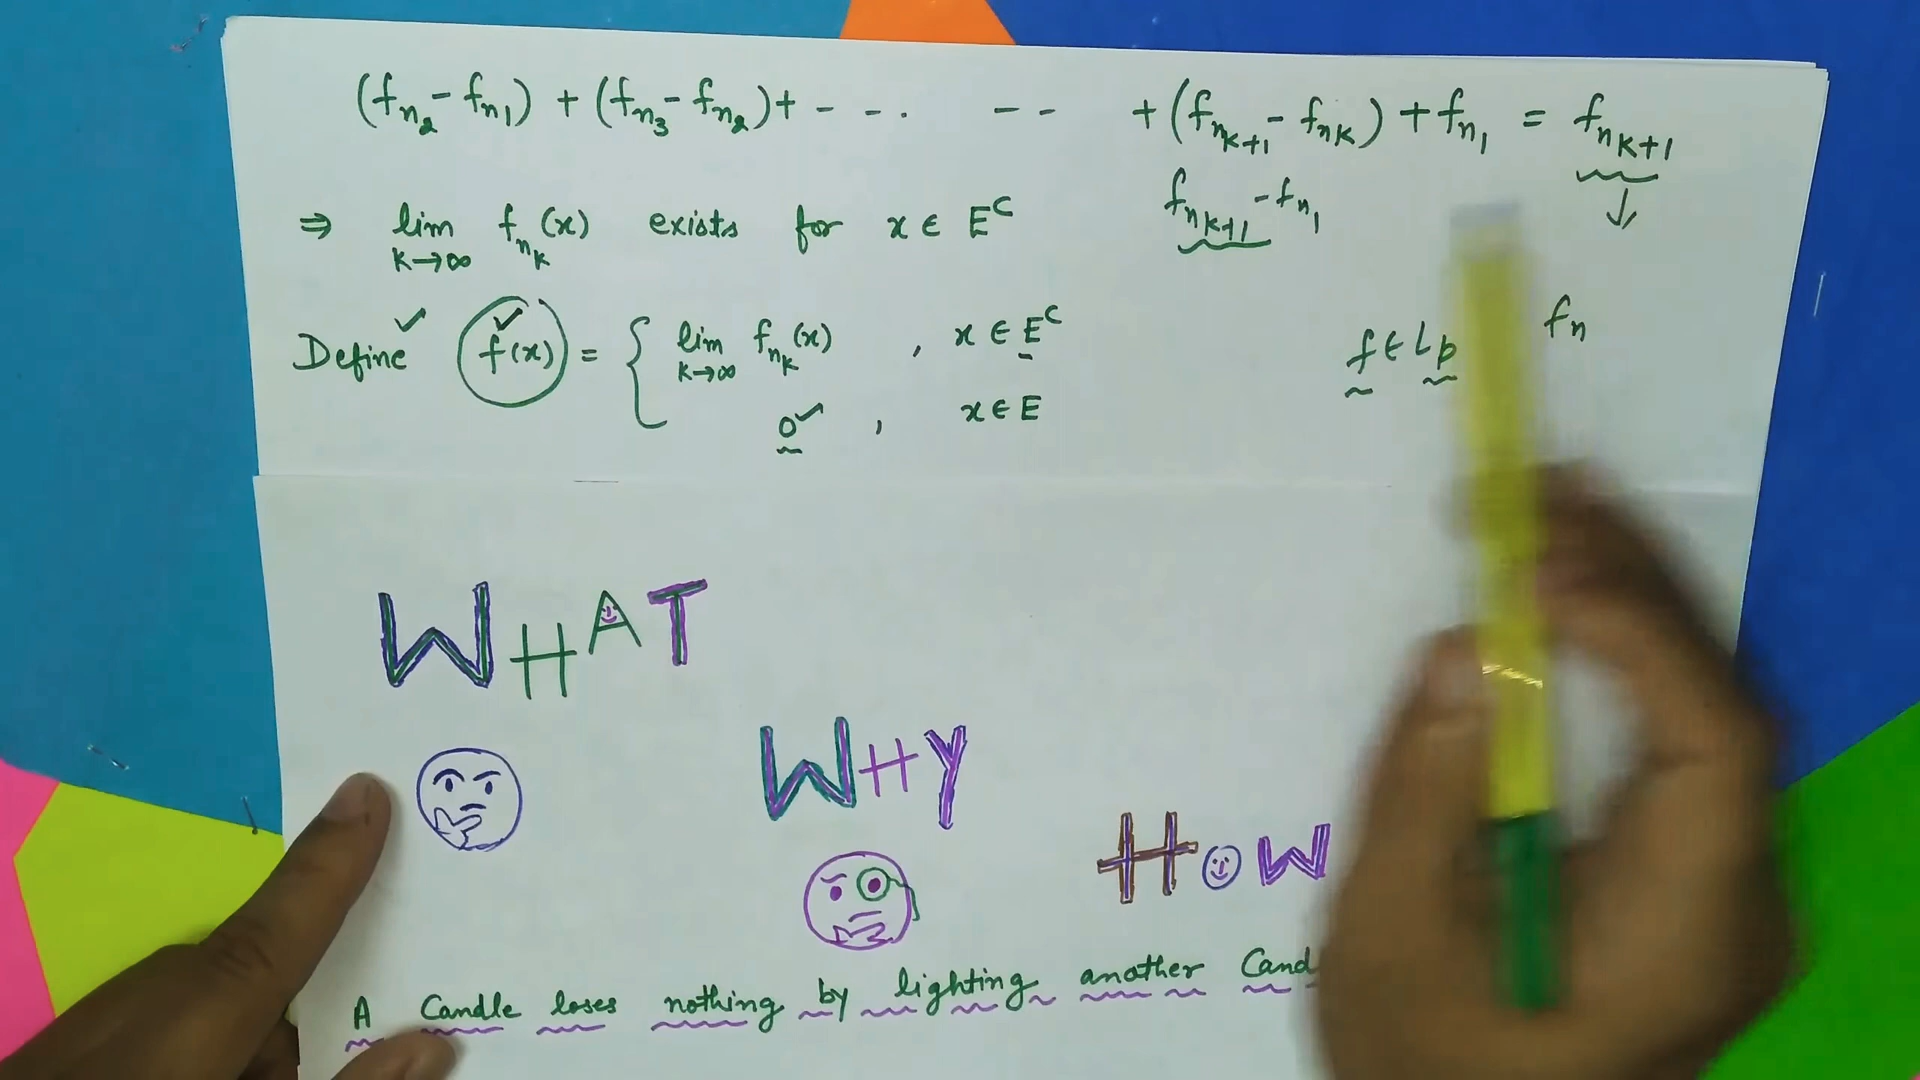 (f_{n_2} - f_{n_1}) + (f_{n_3} - f_{n_2}) + - - . - - + (f_{n_{k+1}} - f_{n_k}) + f_{n_1} = f_{n_{k+1}}
f_{n_{k+1}} - f_{n_1} ↓
⇒ lim_{k→∞} f_{n_k}(x) exists for x ∈ E^c
Define ✓ f(x) ✓ = { lim_{k→∞} f_{n_k}(x) , x ∈ E^c
0 ✓ , x ∈ E
f ∈ L_p f_n
WHAT
WHY
HOW
A Candle loses nothing by lighting another